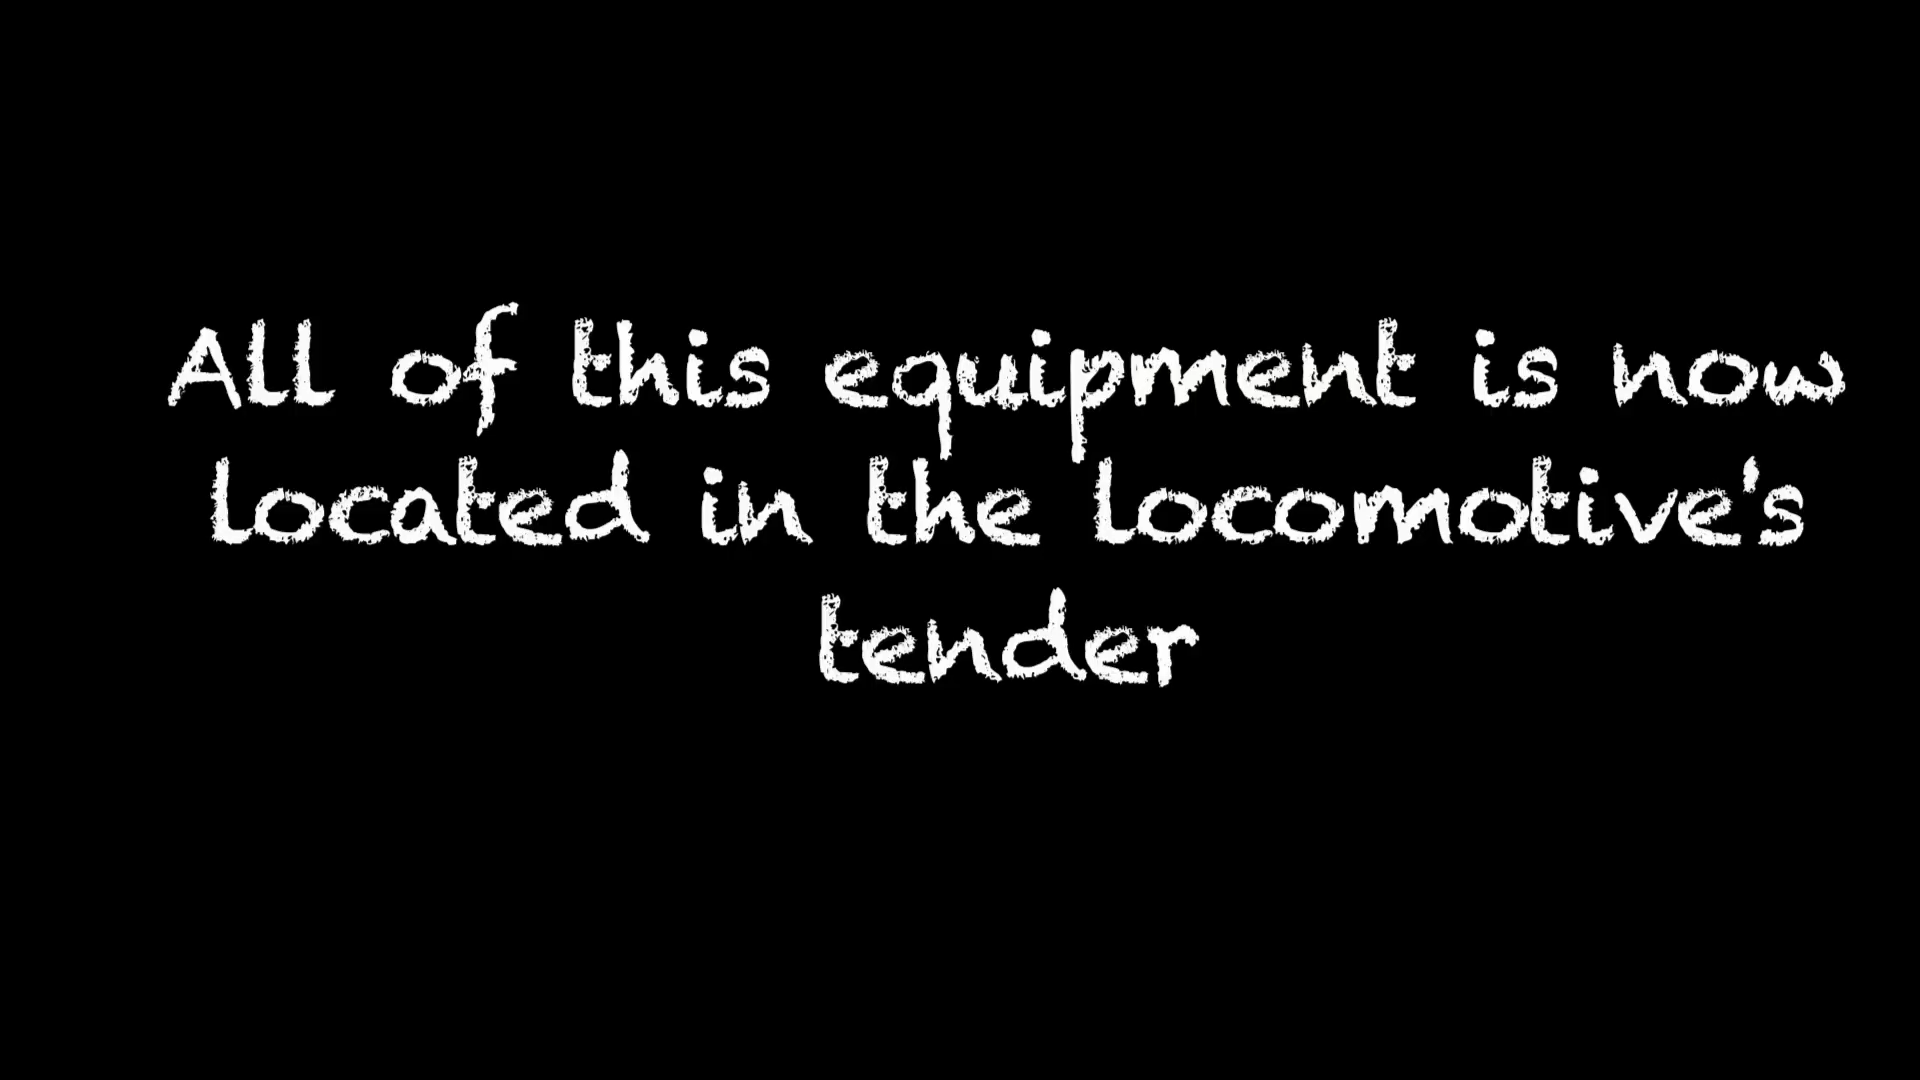 All of this equipment is now
located in the locomotive's
tender